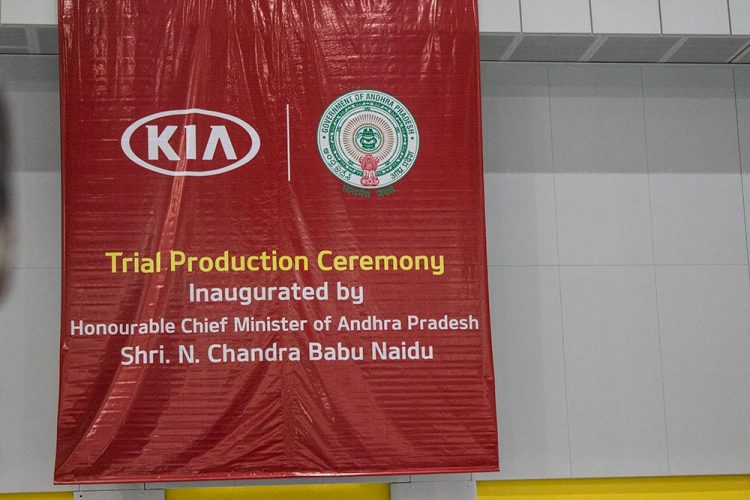 KIA
GOVERNMENT OF ANDHRA PRADESH
Trial Production Ceremony
Inaugurated by
Honourable Chief Minister of Andhra Pradesh
Shri. N. Chandra Babu Naidu